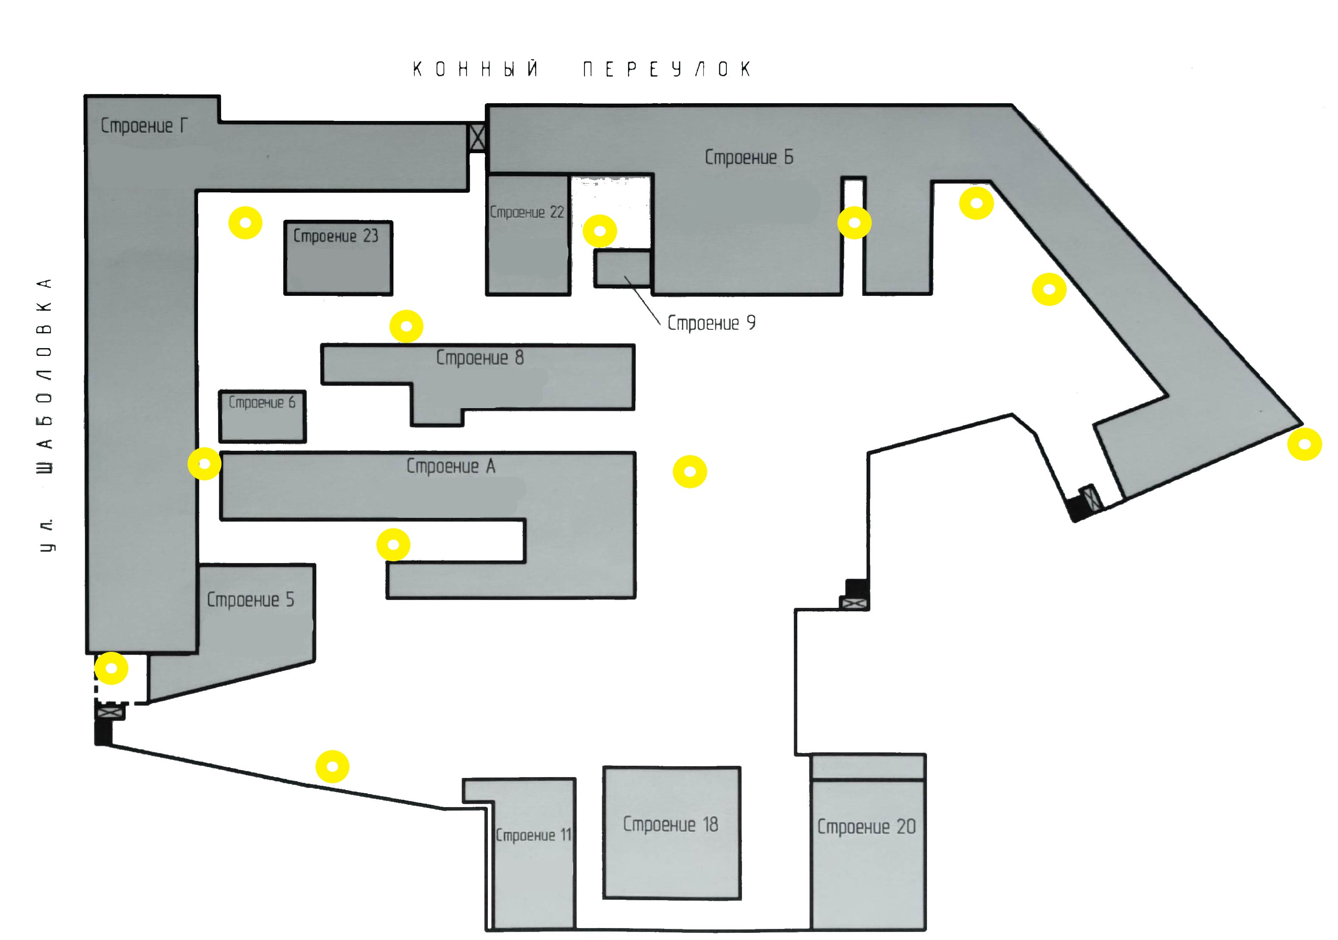 КОННЫЙ ПЕРЕУЛОК
Строение Г
Строение Б
Строение 22
Строение 23
ул. ШАБОЛОВКА
Строение 9
Строение 8
Строение 6
Строение А
Строение 5
Строение 18
Строение 20
Строение 11